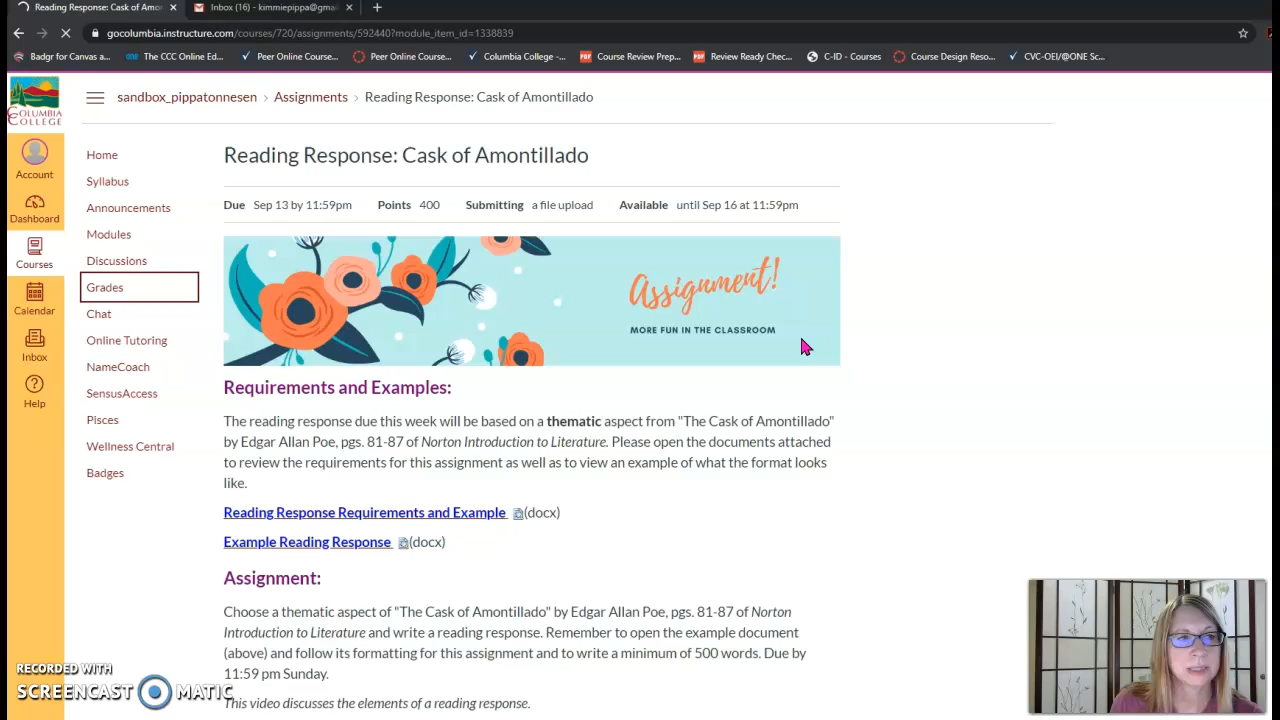 Reading Response: Cask of Amon
Inbox (16) - kimmiepippa@gmai
gocolumbia.instructure.com/courses/720/assignments/592440?module_item_id=1338839
Badgr for Canvas a... The CCC Online Ed... Peer Online Course... Peer Online Course... Columbia College -... Course Review Prep... Review Ready Chec... C-ID - Courses Course Design Reso... CVC-OEI/@ONE Sc...
COLUMBIA
COLLEGE
sandbox_pippatonnesen › Assignments › Reading Response: Cask of Amontillado
Account
Dashboard
Courses
Calendar
Inbox
Help
Home
Syllabus
Announcements
Modules
Discussions
Grades
Chat
Online Tutoring
NameCoach
SensusAccess
Pisces
Wellness Central
Badges
Reading Response: Cask of Amontillado
Due Sep 13 by 11:59pm Points 400 Submitting a file upload Available until Sep 16 at 11:59pm
Assignment!
MORE FUN IN THE CLASSROOM
Requirements and Examples:
The reading response due this week will be based on a thematic aspect from "The Cask of Amontillado"
by Edgar Allan Poe, pgs. 81-87 of Norton Introduction to Literature. Please open the documents attached
to review the requirements for this assignment as well as to view an example of what the format looks
like.
Reading Response Requirements and Example (docx)
Example Reading Response (docx)
Assignment:
Choose a thematic aspect of "The Cask of Amontillado" by Edgar Allan Poe, pgs. 81-87 of Norton
Introduction to Literature and write a reading response. Remember to open the example document
(above) and follow its formatting for this assignment and to write a minimum of 500 words. Due by
11:59 pm Sunday.
This video discusses the elements of a reading response.
RECORDED WITH
SCREENCAST MATIC